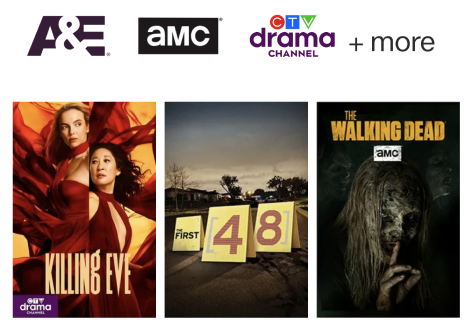 A&E®
aMC®
CTV
drama
CHANNEL
+ more
KILLING EVE
CTV
drama
CHANNEL
THE
FIRST
[48]
THE
WALKING DEAD
aMC